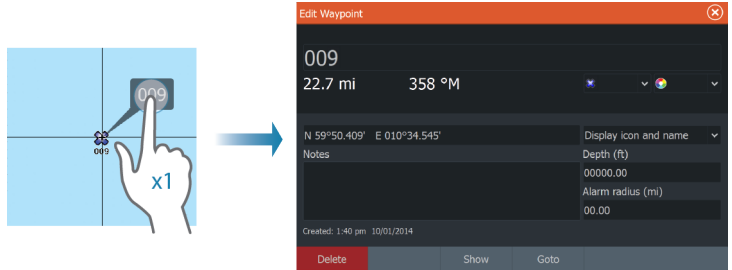 009
009
x1
Edit Waypoint
009
22.7 mi 358 °M
N 59°50.409' E 010°34.545' Display icon and name
Notes Depth (ft)
00000.00
Alarm radius (mi)
00.00
Created: 1:40 pm 10/01/2014
Delete Show Goto